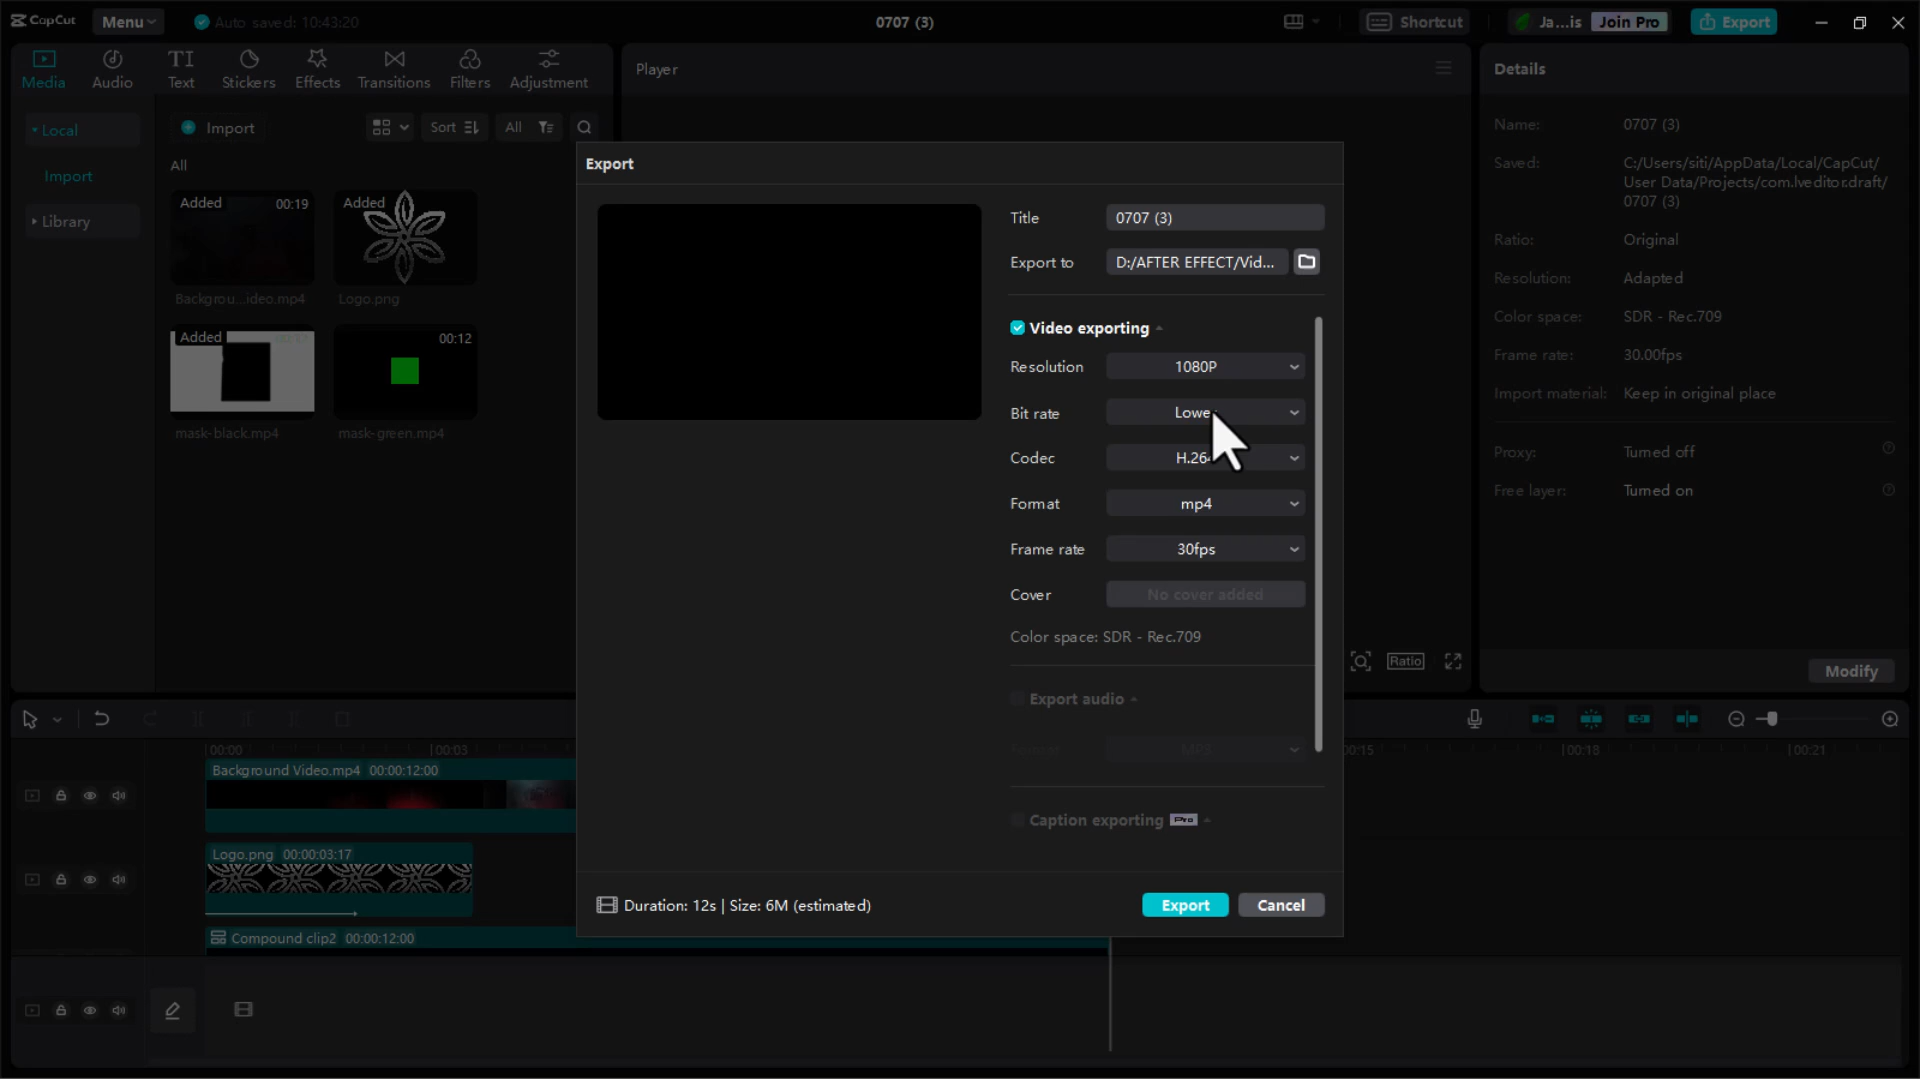 CapCut
Menu
Auto saved: 10:43:20
0707 (3)
Shortcut
Ja...is
Join Pro
Export
Media
Audio
TI
Text
Stickers
Effects
Transitions
Filters
Adjustment
Player
Details
Local
Import
Library
Import
Sort
All
All
Added
00:19
Backgrou...ideo.mp4
Added
Logo.png
Added
mask-black.mp4
00:12
mask-green.mp4
Export
Title
0707 (3)
Export to
D:/AFTER EFFECT/Vid...
Video exporting
Resolution
1080P
Bit rate
Lowe
Codec
H.264
Format
mp4
Frame rate
30fps
Cover
No cover added
Color space: SDR - Rec.709
Export audio
Format
MP3
Caption exporting
Pro
Duration: 12s | Size: 6M (estimated)
Export
Cancel
Name:
0707 (3)
Saved:
C:/Users/siti/AppData/Local/CapCut/
User Data/Projects/com.lveditor.draft/
0707 (3)
Ratio:
Original
Resolution:
Adapted
Color space:
SDR - Rec.709
Frame rate:
30.00fps
Import material:
Keep in original place
Proxy:
Turned off
Free layer:
Turned on
Ratio
Modify
00:00
00:03
00:15
00:18
00:21
Background Video.mp4 00:00:12:00
Logo.png 00:00:03:17
Compound clip2 00:00:12:00